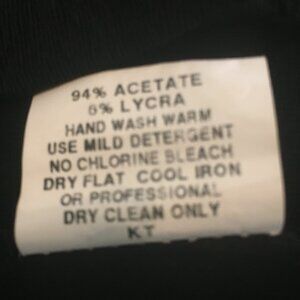 94% ACETATE
6% LYCRA
HAND WASH WARM
USE MILD DETERGENT
NO CHLORINE BLEACH
DRY FLAT COOL IRON
OR PROFESSIONAL
DRY CLEAN ONLY
KT